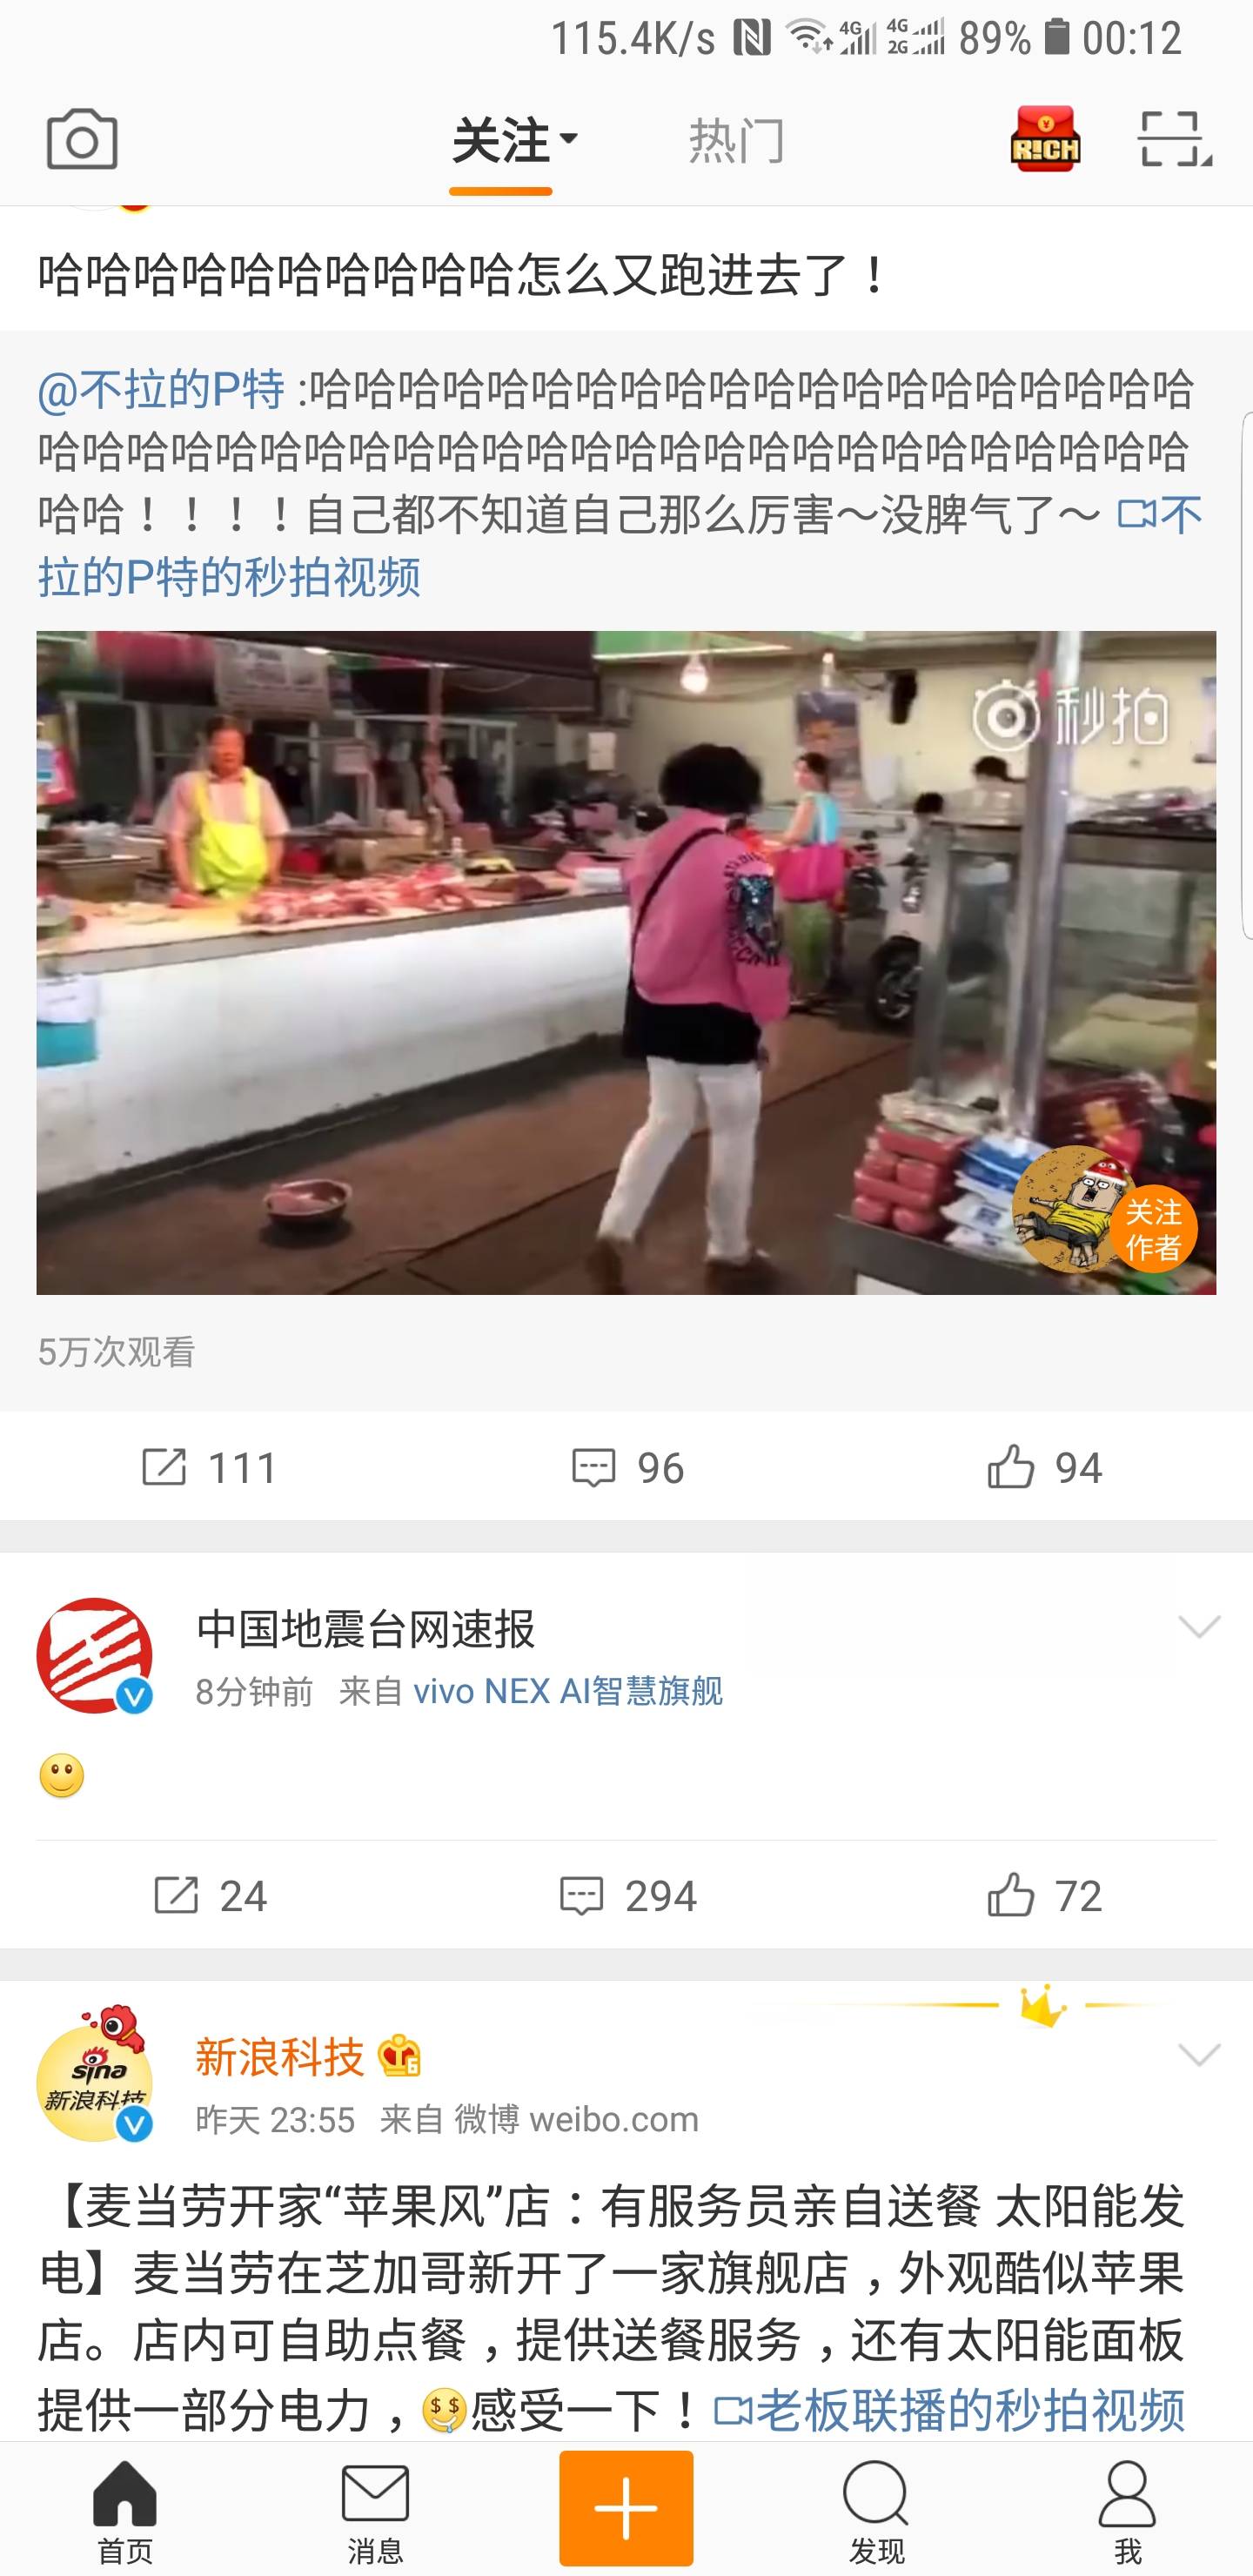 115.4K/s 4G 4G 2G 89% 00:12
关注 热门 R!CH
哈哈哈哈哈哈哈哈哈哈怎么又跑进去了！
@不拉的P特 :哈哈哈哈哈哈哈哈哈哈哈哈哈哈哈哈哈哈哈哈
哈哈哈哈哈哈哈哈哈哈哈哈哈哈哈哈哈哈哈哈哈哈哈哈哈哈
哈哈！！！！自己都不知道自己那么厉害～没脾气了～ 不
拉的P特的秒拍视频
秒拍
关注
作者
5万次观看
111 96 94
中国地震台网速报
8分钟前 来自 vivo NEX AI智慧旗舰
24 294 72
sina
新浪科技
新浪科技 6
昨天 23:55 来自 微博 weibo.com
【麦当劳开家“苹果风”店：有服务员亲自送餐 太阳能发
电】麦当劳在芝加哥新开了一家旗舰店，外观酷似苹果
店。店内可自助点餐，提供送餐服务，还有太阳能面板
提供一部分电力，感受一下！老板联播的秒拍视频
首页 消息 发现 我